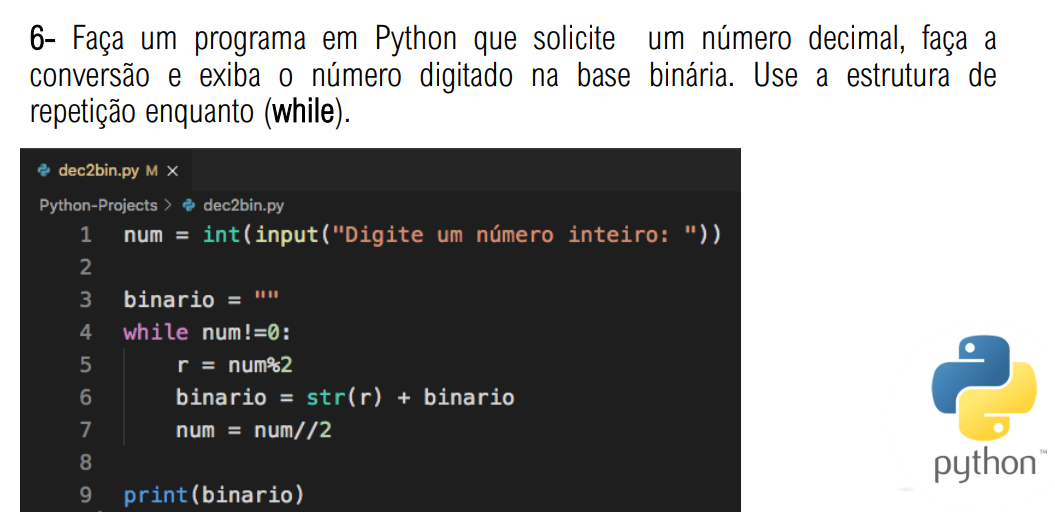 6- Faça um programa em Python que solicite um número decimal, faça a
conversão e exiba o número digitado na base binária. Use a estrutura de
repetição enquanto (while).
dec2bin.py M ×
Python-Projects > dec2bin.py
1 num = int(input("Digite um número inteiro: "))
2
3 binario = ""
4 while num!=0:
5     r = num%2
6     binario = str(r) + binario
7     num = num//2
8
9 print(binario)
python™